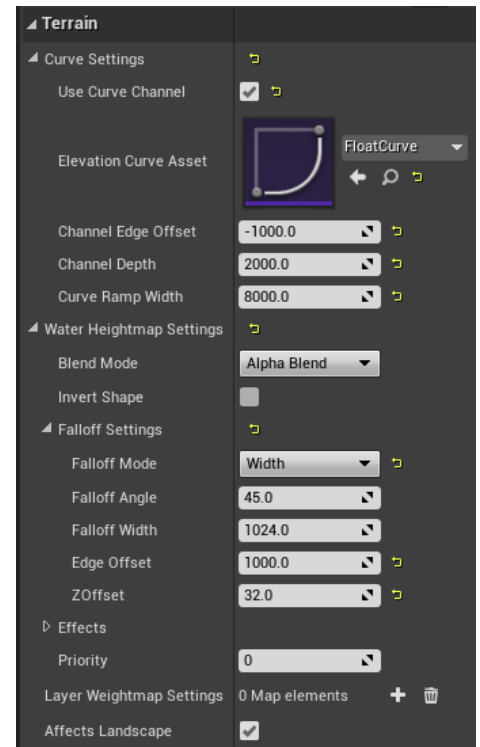 Terrain
Curve Settings
Use Curve Channel
Elevation Curve Asset
FloatCurve
Channel Edge Offset -1000.0
Channel Depth 2000.0
Curve Ramp Width 8000.0
Water Heightmap Settings
Blend Mode Alpha Blend
Invert Shape
Falloff Settings
Falloff Mode Width
Falloff Angle 45.0
Falloff Width 1024.0
Edge Offset 1000.0
ZOffset 32.0
Effects
Priority 0
Layer Weightmap Settings 0 Map elements
Affects Landscape